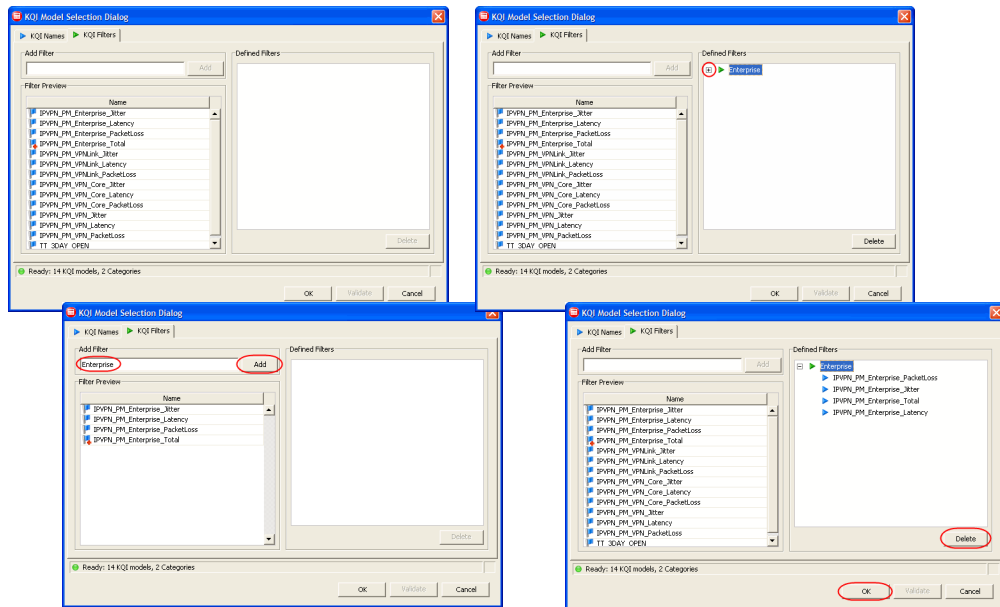 KQI Model Selection Dialog
KQI Names KQI Filters
Add Filter
Add
Filter Preview
Name
IPVPN_PM_Enterprise_Jitter
IPVPN_PM_Enterprise_Latency
IPVPN_PM_Enterprise_PacketLoss
IPVPN_PM_Enterprise_Total
IPVPN_PM_VPNLink_Jitter
IPVPN_PM_VPNLink_Latency
IPVPN_PM_VPNLink_PacketLoss
IPVPN_PM_VPN_Core_Jitter
IPVPN_PM_VPN_Core_Latency
IPVPN_PM_VPN_Core_PacketLoss
IPVPN_PM_VPN_Jitter
IPVPN_PM_VPN_Latency
IPVPN_PM_VPN_PacketLoss
TT_3DAY_OPEN
Defined Filters
Delete
Ready: 14 KQI models, 2 Categories
OK Validate Cancel
KQI Model Selection Dialog
KQI Names KQI Filters
Add Filter
Add
Filter Preview
Name
IPVPN_PM_Enterprise_Jitter
IPVPN_PM_Enterprise_Latency
IPVPN_PM_Enterprise_PacketLoss
IPVPN_PM_Enterprise_Total
IPVPN_PM_VPNLink_Jitter
IPVPN_PM_VPNLink_Latency
IPVPN_PM_VPNLink_PacketLoss
IPVPN_PM_VPN_Core_Jitter
IPVPN_PM_VPN_Core_Latency
IPVPN_PM_VPN_Core_PacketLoss
IPVPN_PM_VPN_Jitter
IPVPN_PM_VPN_Latency
IPVPN_PM_VPN_PacketLoss
TT_3DAY_OPEN
Defined Filters
Enterprise
Delete
Ready: 14 KQI models, 2 Categories
OK Validate Cancel
KQI Model Selection Dialog
KQI Names KQI Filters
Add Filter
Enterprise Add
Filter Preview
Name
IPVPN_PM_Enterprise_Jitter
IPVPN_PM_Enterprise_Latency
IPVPN_PM_Enterprise_PacketLoss
IPVPN_PM_Enterprise_Total
Defined Filters
Delete
Ready: 14 KQI models, 2 Categories
OK Validate Cancel
KQI Model Selection Dialog
KQI Names KQI Filters
Add Filter
Add
Filter Preview
Name
IPVPN_PM_Enterprise_Jitter
IPVPN_PM_Enterprise_Latency
IPVPN_PM_Enterprise_PacketLoss
IPVPN_PM_Enterprise_Total
IPVPN_PM_VPNLink_Jitter
IPVPN_PM_VPNLink_Latency
IPVPN_PM_VPNLink_PacketLoss
IPVPN_PM_VPN_Core_Jitter
IPVPN_PM_VPN_Core_Latency
IPVPN_PM_VPN_Core_PacketLoss
IPVPN_PM_VPN_Jitter
IPVPN_PM_VPN_Latency
IPVPN_PM_VPN_PacketLoss
TT_3DAY_OPEN
Defined Filters
Enterprise
IPVPN_PM_Enterprise_PacketLoss
IPVPN_PM_Enterprise_Jitter
IPVPN_PM_Enterprise_Total
IPVPN_PM_Enterprise_Latency
Delete
Ready: 14 KQI models, 2 Categories
OK Validate Cancel